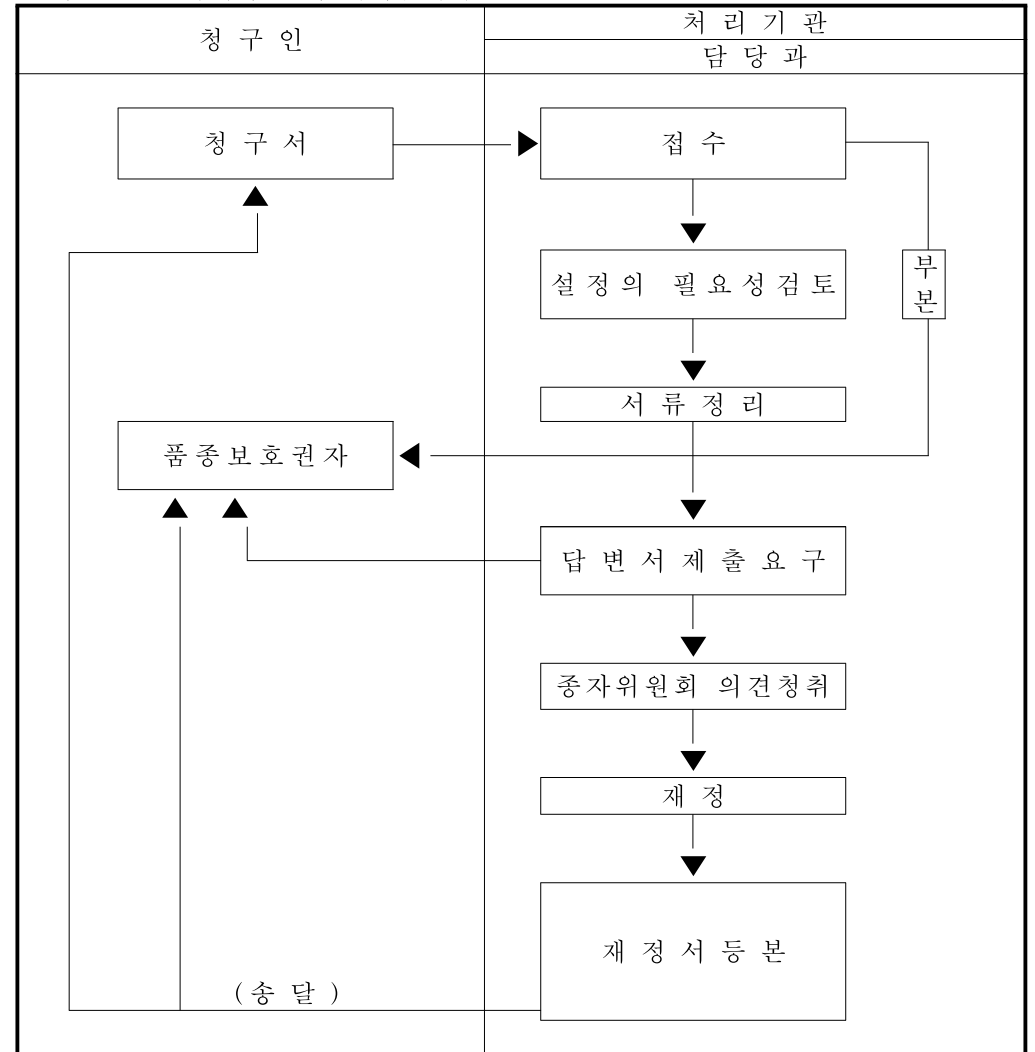 청 구 인
처 리 기 관
담 당 과
청 구 서
접 수
설 정 의 필 요 성 검 토
부
본
서 류 정 리
품 종 보 호 권 자
답 변 서 제 출 요 구
종자위원회 의견청취
재 정
재 정 서 등 본
( 송 달 )